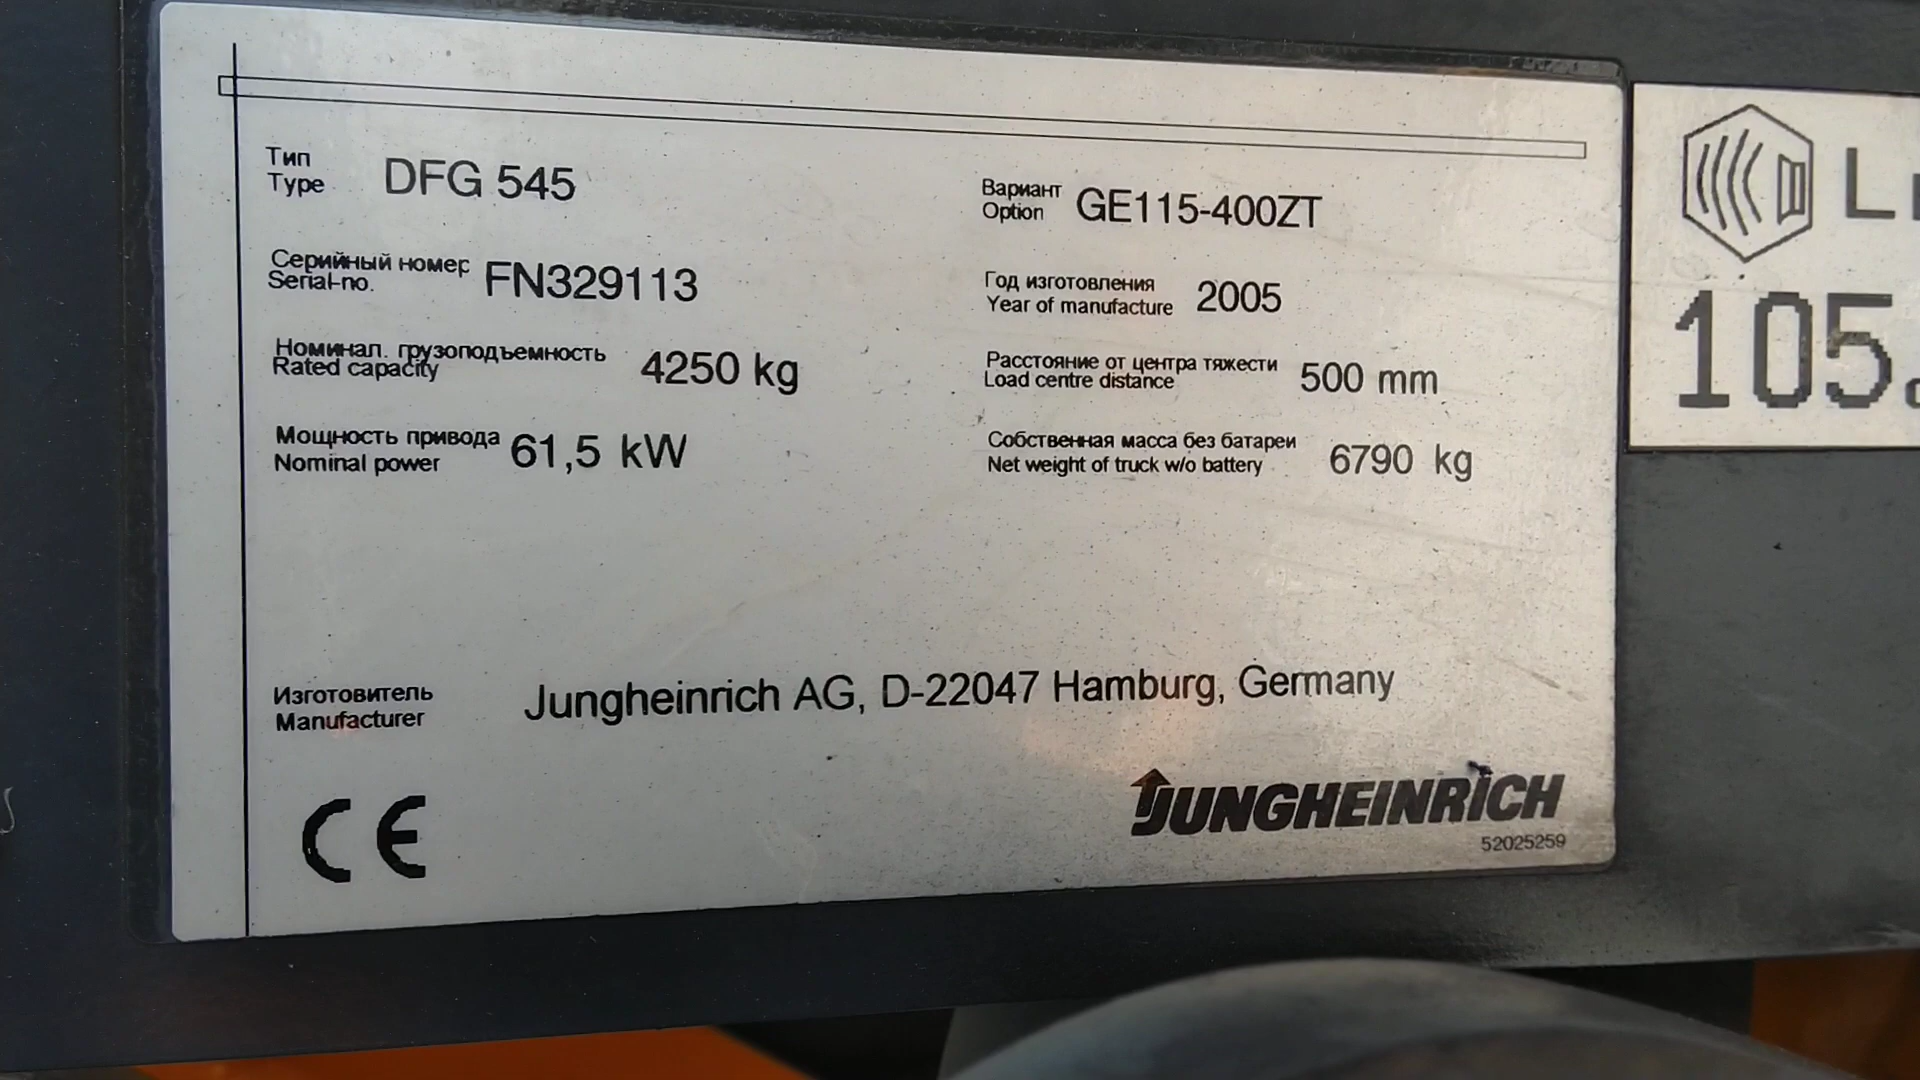 Тип
Type
DFG 545
Вариант
Option
GE115-400ZT
Серийный номер
Serial-no.
FN329113
Год изготовления
Year of manufacture
2005
Номинал. грузоподъемность
Rated capacity
4250 kg
Расстояние от центра тяжести
Load centre distance
500 mm
Мощность привода
Nominal power
61,5 kW
Собственная масса без батареи
Net weight of truck w/o battery
6790 kg
Изготовитель
Manufacturer
Jungheinrich AG, D-22047 Hamburg, Germany
CE
JUNGHEINRICH
52025259
105.